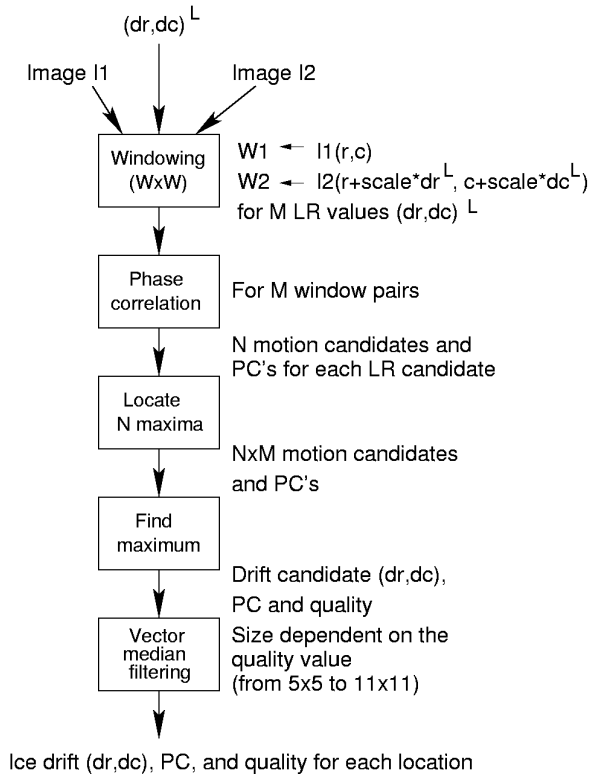 (dr,dc) L
Image I1
Image I2
Windowing
(WxW)
W1 ← I1(r,c)
W2 ← I2(r+scale*dr L, c+scale*dc L)
for M LR values (dr,dc) L
Phase
correlation
For M window pairs
N motion candidates and
PC's for each LR candidate
Locate
N maxima
NxM motion candidates
and PC's
Find
maximum
Drift candidate (dr,dc),
PC and quality
Vector
median
filtering
Size dependent on the
quality value
(from 5x5 to 11x11)
Ice drift (dr,dc), PC, and quality for each location